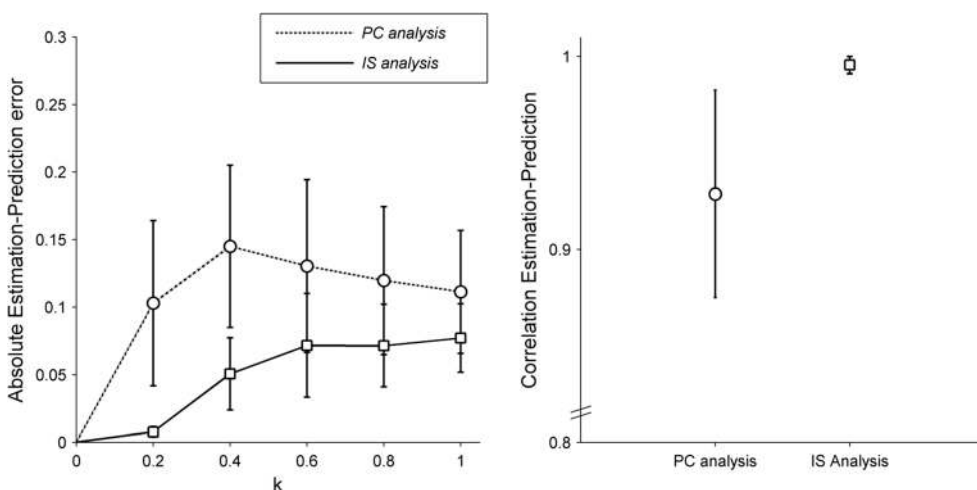 PC analysis
IS analysis
Absolute Estimation-Prediction error
0.3
0.25
0.2
0.15
0.1
0.05
0
0 0.2 0.4 0.6 0.8 1
k
Correlation Estimation-Prediction
1
0.9
0.8
PC analysis IS Analysis